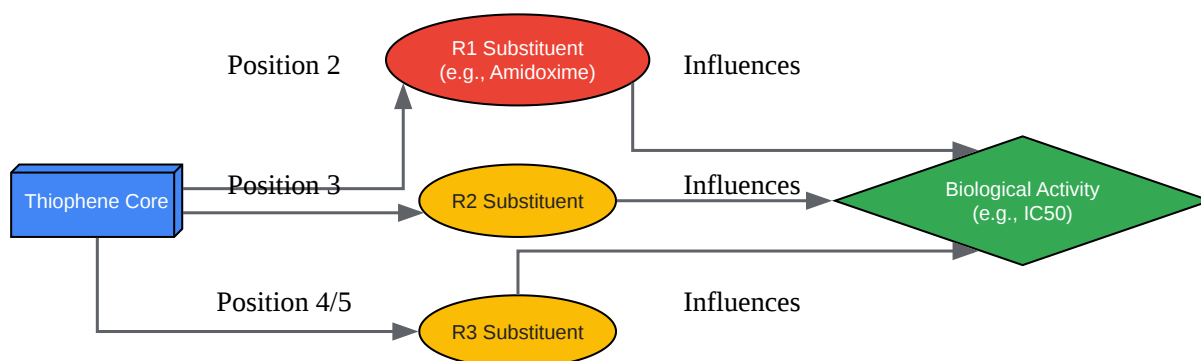 Position 2
R1 Substituent
(e.g., Amidoxime)
Influences
Thiophene Core
Position 3
R2 Substituent
Influences
Biological Activity
(e.g., IC50)
Position 4/5
R3 Substituent
Influences